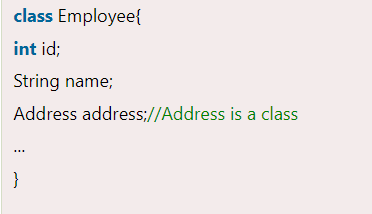 class Employee{
int id;
String name;
Address address;//Address is a class
...
}